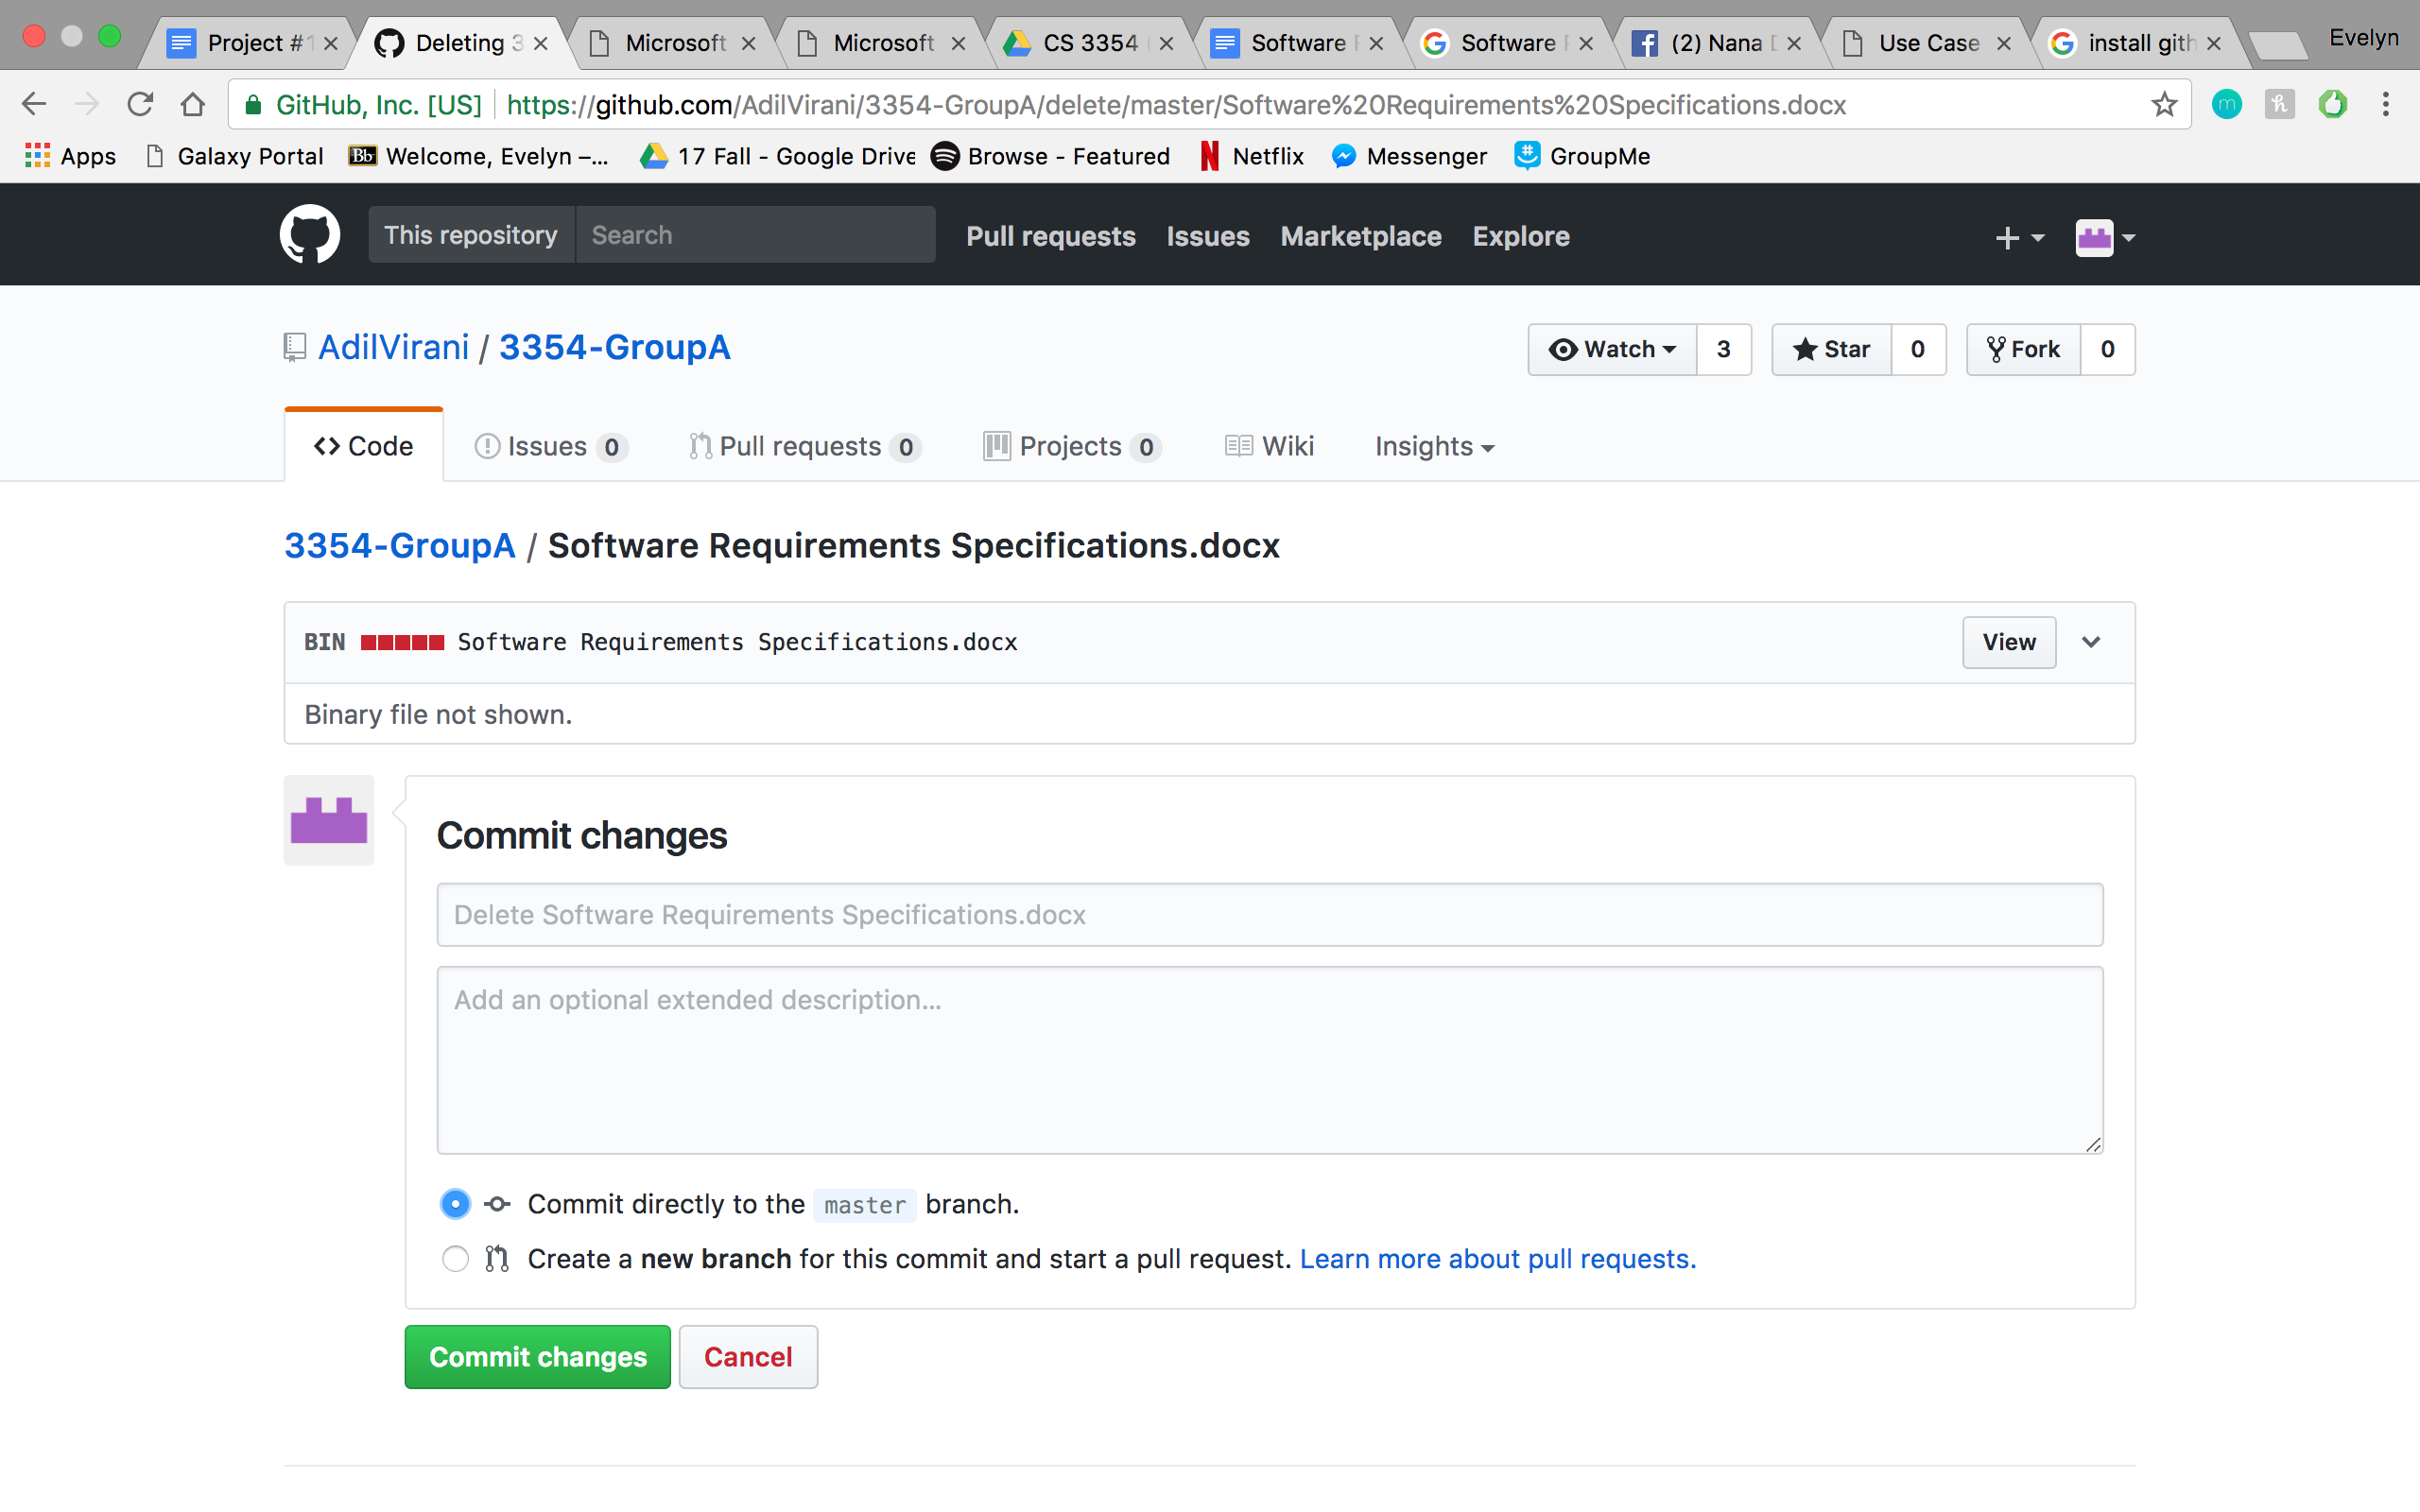 Project #1 Deleting 3 Microsoft Microsoft CS 3354 Software Software (2) Nana Use Case install gith Evelyn
GitHub, Inc. [US] https://github.com/AdilVirani/3354-GroupA/delete/master/Software%20Requirements%20Specifications.docx
Apps Galaxy Portal Bb Welcome, Evelyn –... 17 Fall - Google Drive Browse - Featured Netflix Messenger GroupMe
This repository Search Pull requests Issues Marketplace Explore
AdilVirani / 3354-GroupA Watch 3 Star 0 Fork 0
Code Issues 0 Pull requests 0 Projects 0 Wiki Insights
3354-GroupA / Software Requirements Specifications.docx
BIN Software Requirements Specifications.docx View
Binary file not shown.
Commit changes
Delete Software Requirements Specifications.docx
Add an optional extended description...
Commit directly to the master branch.
Create a new branch for this commit and start a pull request. Learn more about pull requests.
Commit changes Cancel